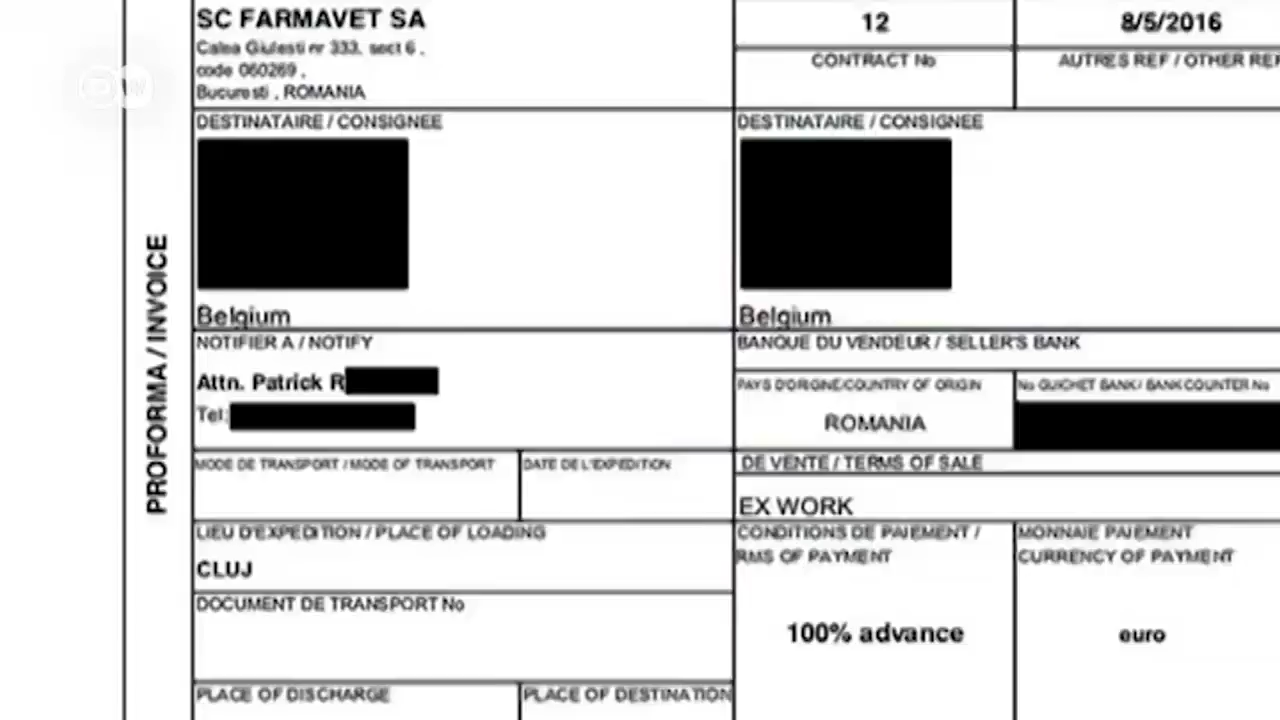 SC FARMAVET SA
Calea Giulesti nr 333, sect 6 ,
code 060269 ,
Bucuresti , ROMANIA
12
8/5/2016
CONTRACT No
AUTRES REF / OTHER REF
DESTINATAIRE / CONSIGNEE
Belgium
DESTINATAIRE / CONSIGNEE
Belgium
PROFORMA / INVOICE
NOTIFIER A / NOTIFY
Attn. Patrick R
Tel:
BANQUE DU VENDEUR / SELLER'S BANK
PAYS D'ORIGINE/COUNTRY OF ORIGIN
ROMANIA
No GUICHET BANK / BANK COUNTER No
MODE DE TRANSPORT / MODE OF TRANSPORT
DATE DE L'EXPEDITION
DE VENTE / TERMS OF SALE
EX WORK
LIEU D'EXPEDITION / PLACE OF LOADING
CLUJ
CONDITIONS DE PAIEMENT /
RMS OF PAYMENT
100% advance
MONNAIE PAIEMENT
CURRENCY OF PAYMENT
euro
DOCUMENT DE TRANSPORT No
PLACE OF DISCHARGE
PLACE OF DESTINATION